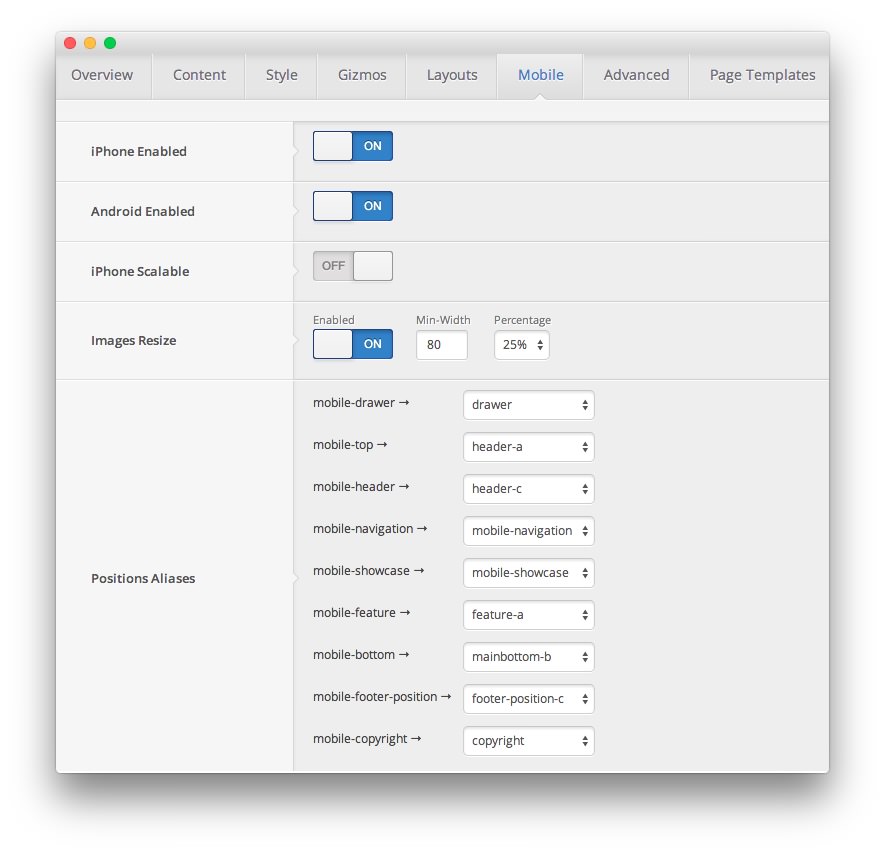 Overview Content Style Gizmos Layouts Mobile Advanced Page Templates
iPhone Enabled ON
Android Enabled ON
iPhone Scalable OFF
Enabled Min-Width Percentage
Images Resize ON 80 25%
mobile-drawer → drawer
mobile-top → header-a
mobile-header → header-c
mobile-navigation → mobile-navigation
mobile-showcase → mobile-showcase
Positions Aliases
mobile-feature → feature-a
mobile-bottom → mainbottom-b
mobile-footer-position → footer-position-c
mobile-copyright → copyright